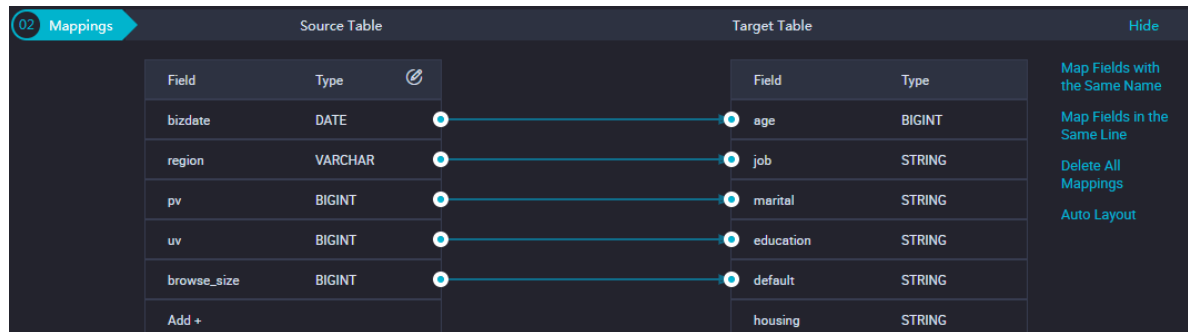 02 Mappings Source Table Target Table Hide
Field Type Field Type Map Fields with
the Same Name
bizdate DATE age BIGINT Map Fields in the
Same Line
region VARCHAR job STRING Delete All
Mappings
pv BIGINT marital STRING
uv BIGINT education STRING Auto Layout
browse_size BIGINT default STRING
Add + housing STRING